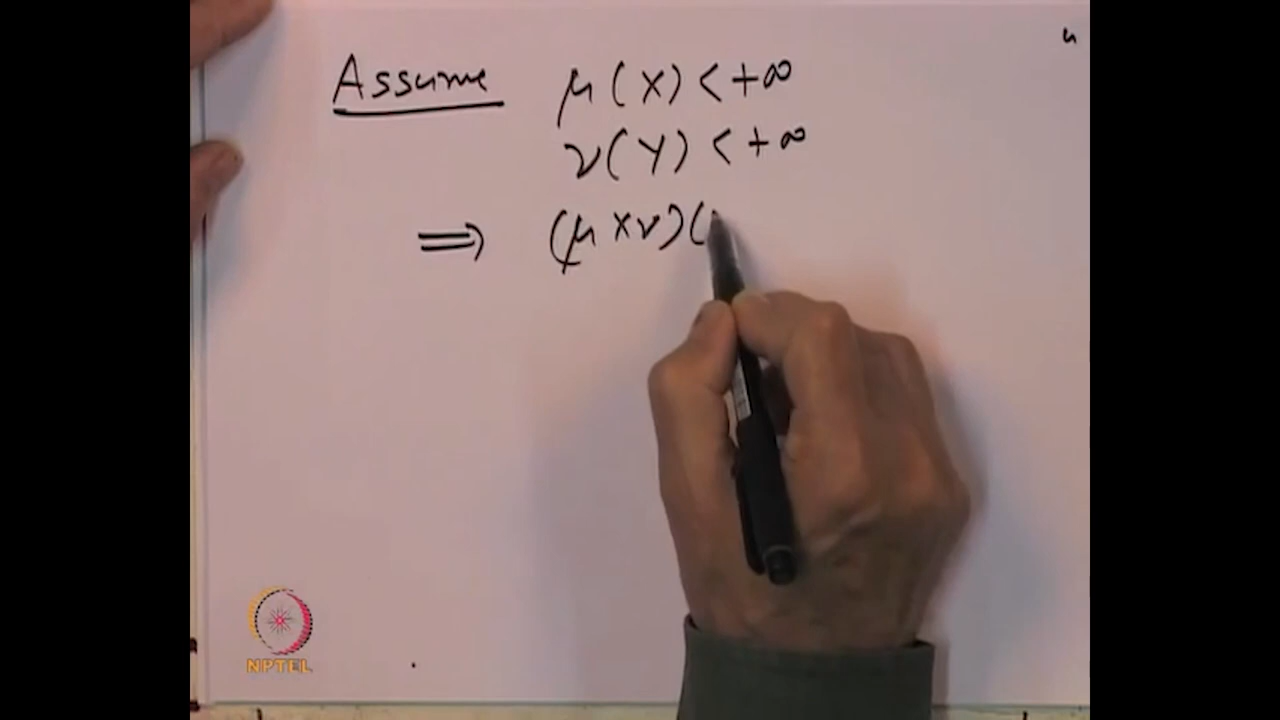 Assume μ(X) < +∞
ν(Y) < +∞
⟹ (μ×ν)(
NPTEL